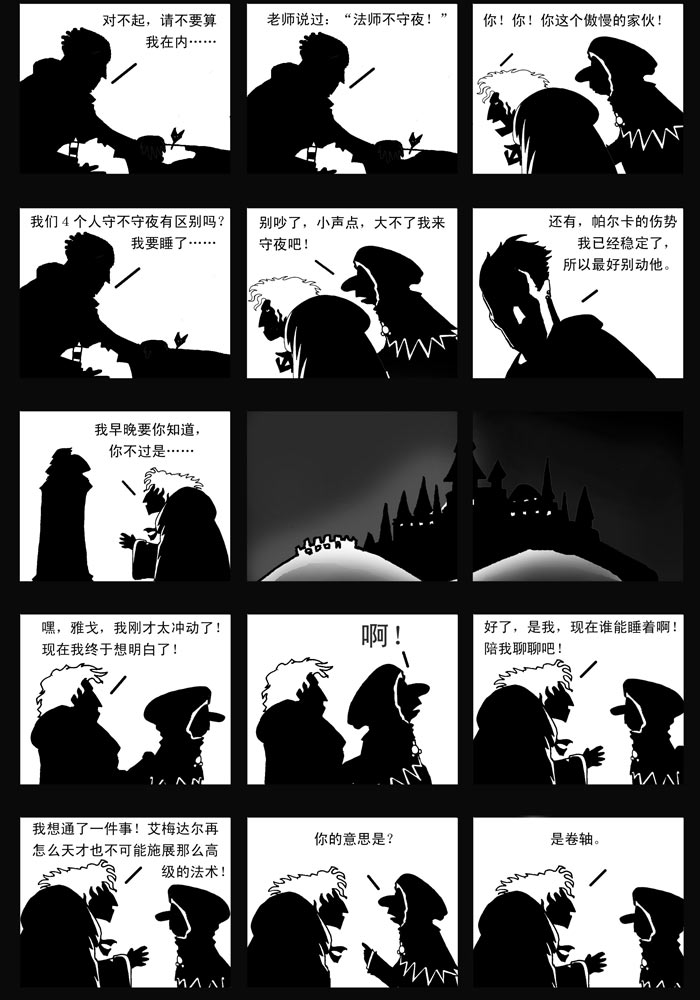 对不起，请不要算
我在内……
老师说过：“法师不守夜！”
你！你！你这个傲慢的家伙！
我们4个人守不守夜有区别吗？
我要睡了……
别吵了，小声点，大不了我来
守夜吧！
还有，帕尔卡的伤势
我已经稳定了，
所以最好别动他。
我早晚要你知道，
你不过是……
嘿，雅戈，我刚才太冲动了！
现在我终于想明白了！
啊！
好了，是我，现在谁能睡着啊！
陪我聊聊吧！
我想通了一件事！艾梅达尔再
怎么天才也不可能施展那么高
级的法术！
你的意思是？
是卷轴。